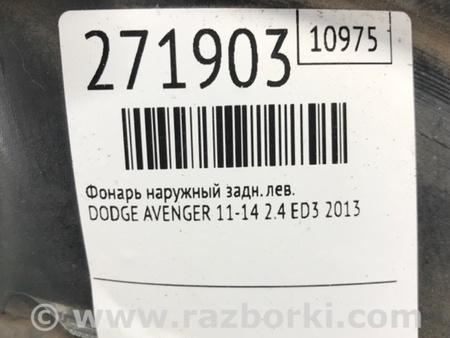 271903
10975
Фонарь наружный задн. лев.
DODGE AVENGER 11-14 2.4 ED3 2013
© www.razborki.com